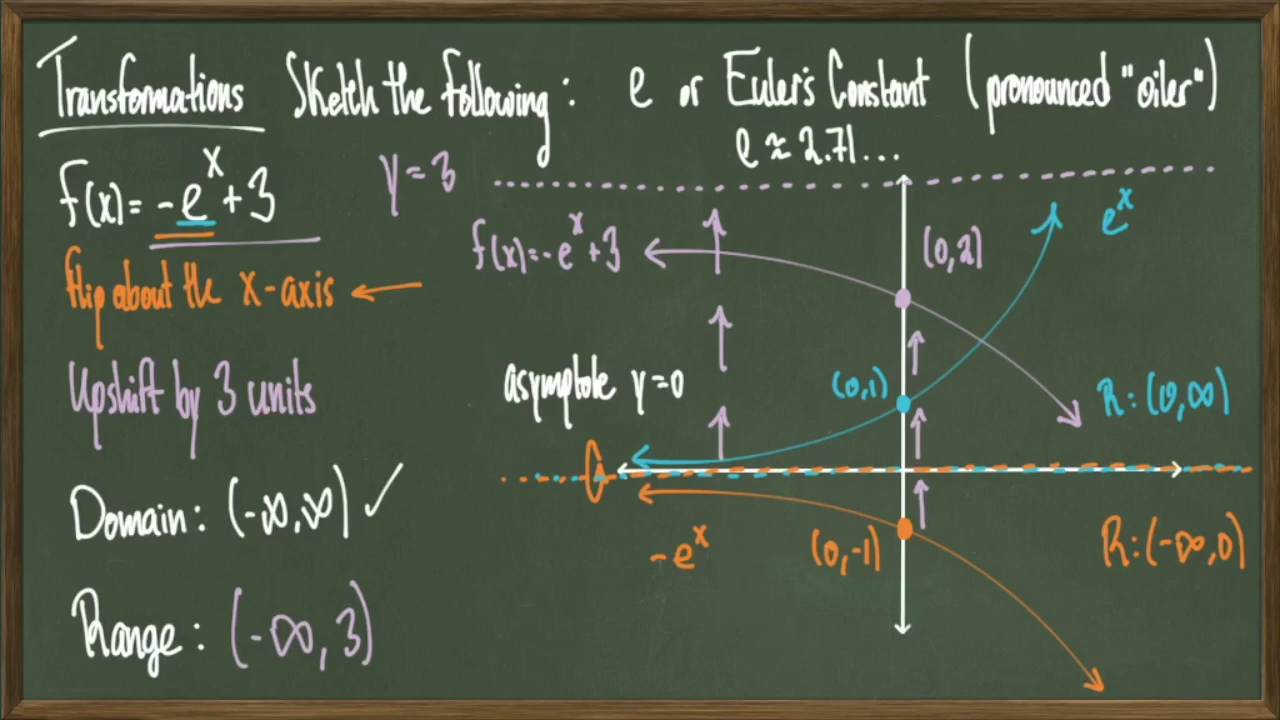 Transformations Sketch the following: e or Euler's Constant (pronounced "oiler")
e ≈ 2.71...
f(x) = -e^x + 3
y = 3
e^x
f(x) = -e^x + 3
(0,2)
flip about the x-axis
Upshift by 3 units
asymptote y=0
(0,1)
R: (0,∞)
Domain: (-∞,∞) ✓
-e^x
(0,-1)
R: (-∞,0)
Range: (-∞, 3)